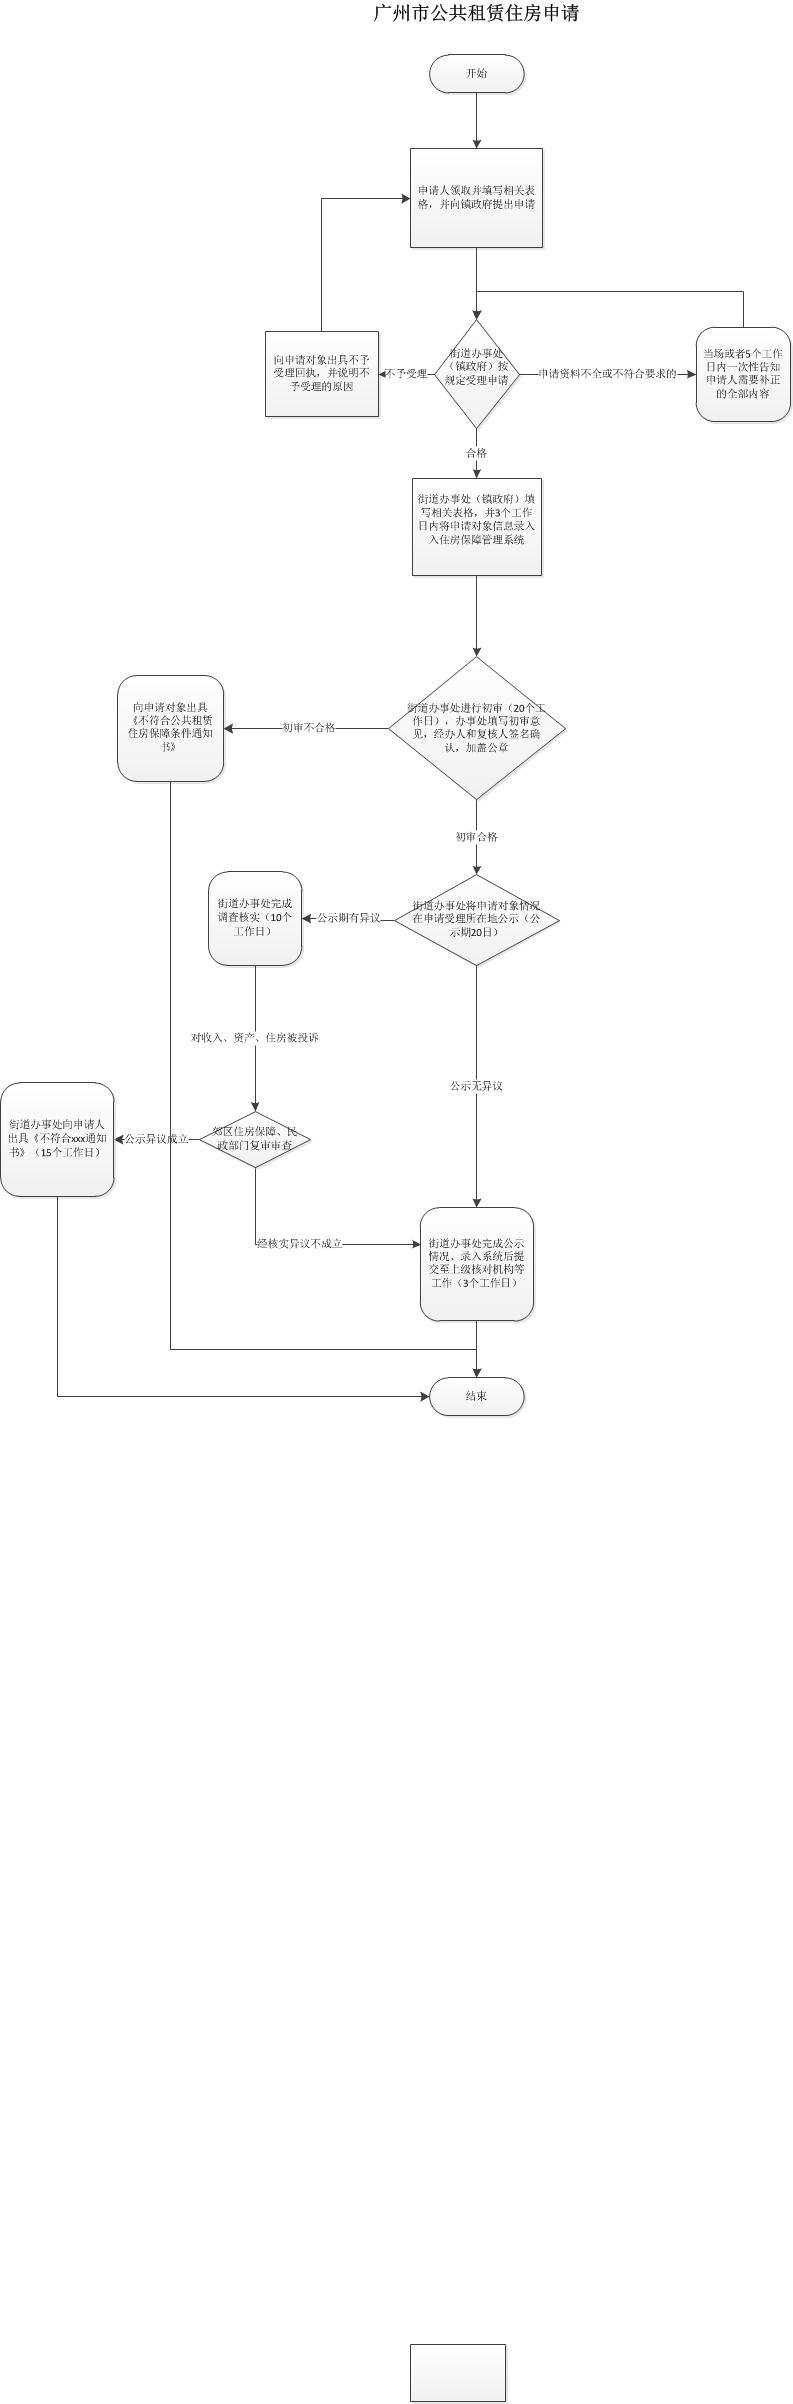 广州市公共租赁住房申请
开始
申请人领取并填写相关表
格，并向镇政府提出申请
向申请对象出具不予
受理回执，并说明不
予受理的原因
不予受理
街道办事处
（镇政府）按
规定受理申请
申请资料不全或不符合要求的
当场或者5个工作
日内一次性告知
申请人需要补正
的全部内容
合格
街道办事处（镇政府）填
写相关表格，并3个工作
日内将申请对象信息录入
入住房保障管理系统
向申请对象出具
《不符合公共租赁
住房保障条件通知
书》
初审不合格
街道办事处进行初审（20个工
作日），办事处填写初审意
见，经办人和复核人签名确
认，加盖公章
初审合格
街道办事处完成
调查核实（10个
工作日）
公示期有异议
街道办事处将申请对象情况
在申请受理所在地公示（公
示期20日）
对收入、资产、住房被投诉
公示无异议
街道办事处向申请人
出具《不符合xxx通知
书》（15个工作日）
公示异议成立
郊区住房保障、民
政部门复审审查
经核实异议不成立
街道办事处完成公示
情况、录入系统后提
交至上级核对机构等
工作（3个工作日）
结束